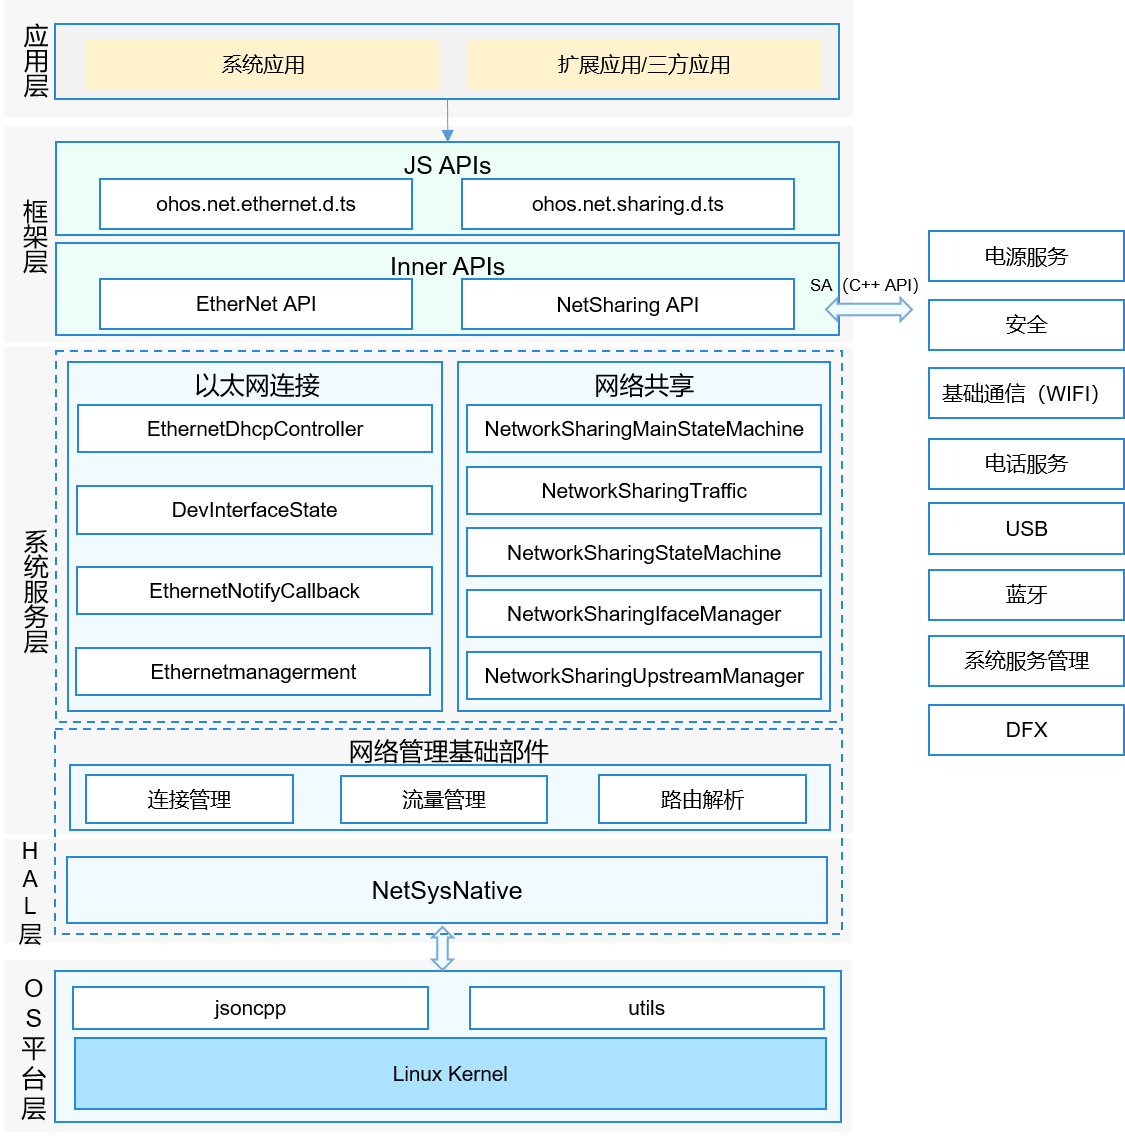 应用层
系统应用
扩展应用/三方应用
框架层
JS APIs
ohos.net.ethernet.d.ts
ohos.net.sharing.d.ts
Inner APIs
EtherNet API
NetSharing API
SA（C++ API）
系统服务层
以太网连接
EthernetDhcpController
DevInterfaceState
EthernetNotifyCallback
Ethernetmanagerment
网络共享
NetworkSharingMainStateMachine
NetworkSharingTraffic
NetworkSharingStateMachine
NetworkSharingIfaceManager
NetworkSharingUpstreamManager
网络管理基础部件
连接管理
流量管理
路由解析
HAL层
NetSysNative
OS平台层
jsoncpp
utils
Linux Kernel
电源服务
安全
基础通信（WIFI）
电话服务
USB
蓝牙
系统服务管理
DFX